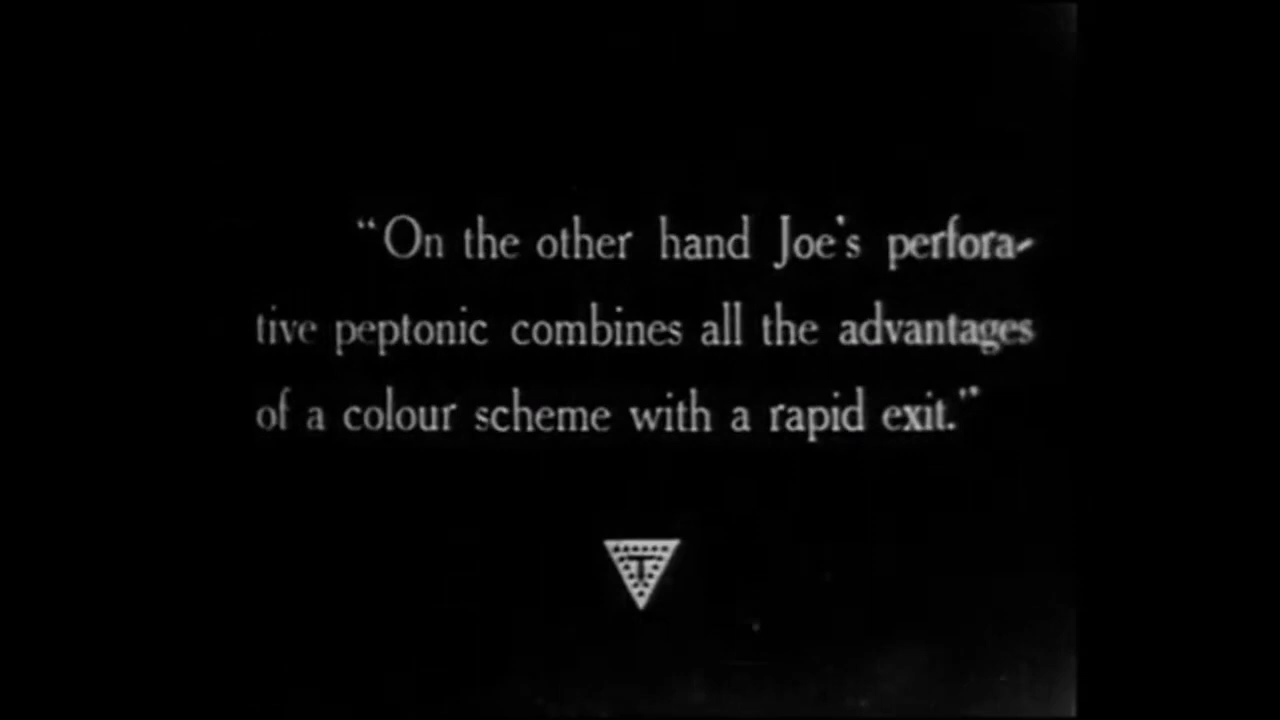 “On the other hand Joe's perfora-
tive peptonic combines all the advantages
of a colour scheme with a rapid exit.”
T